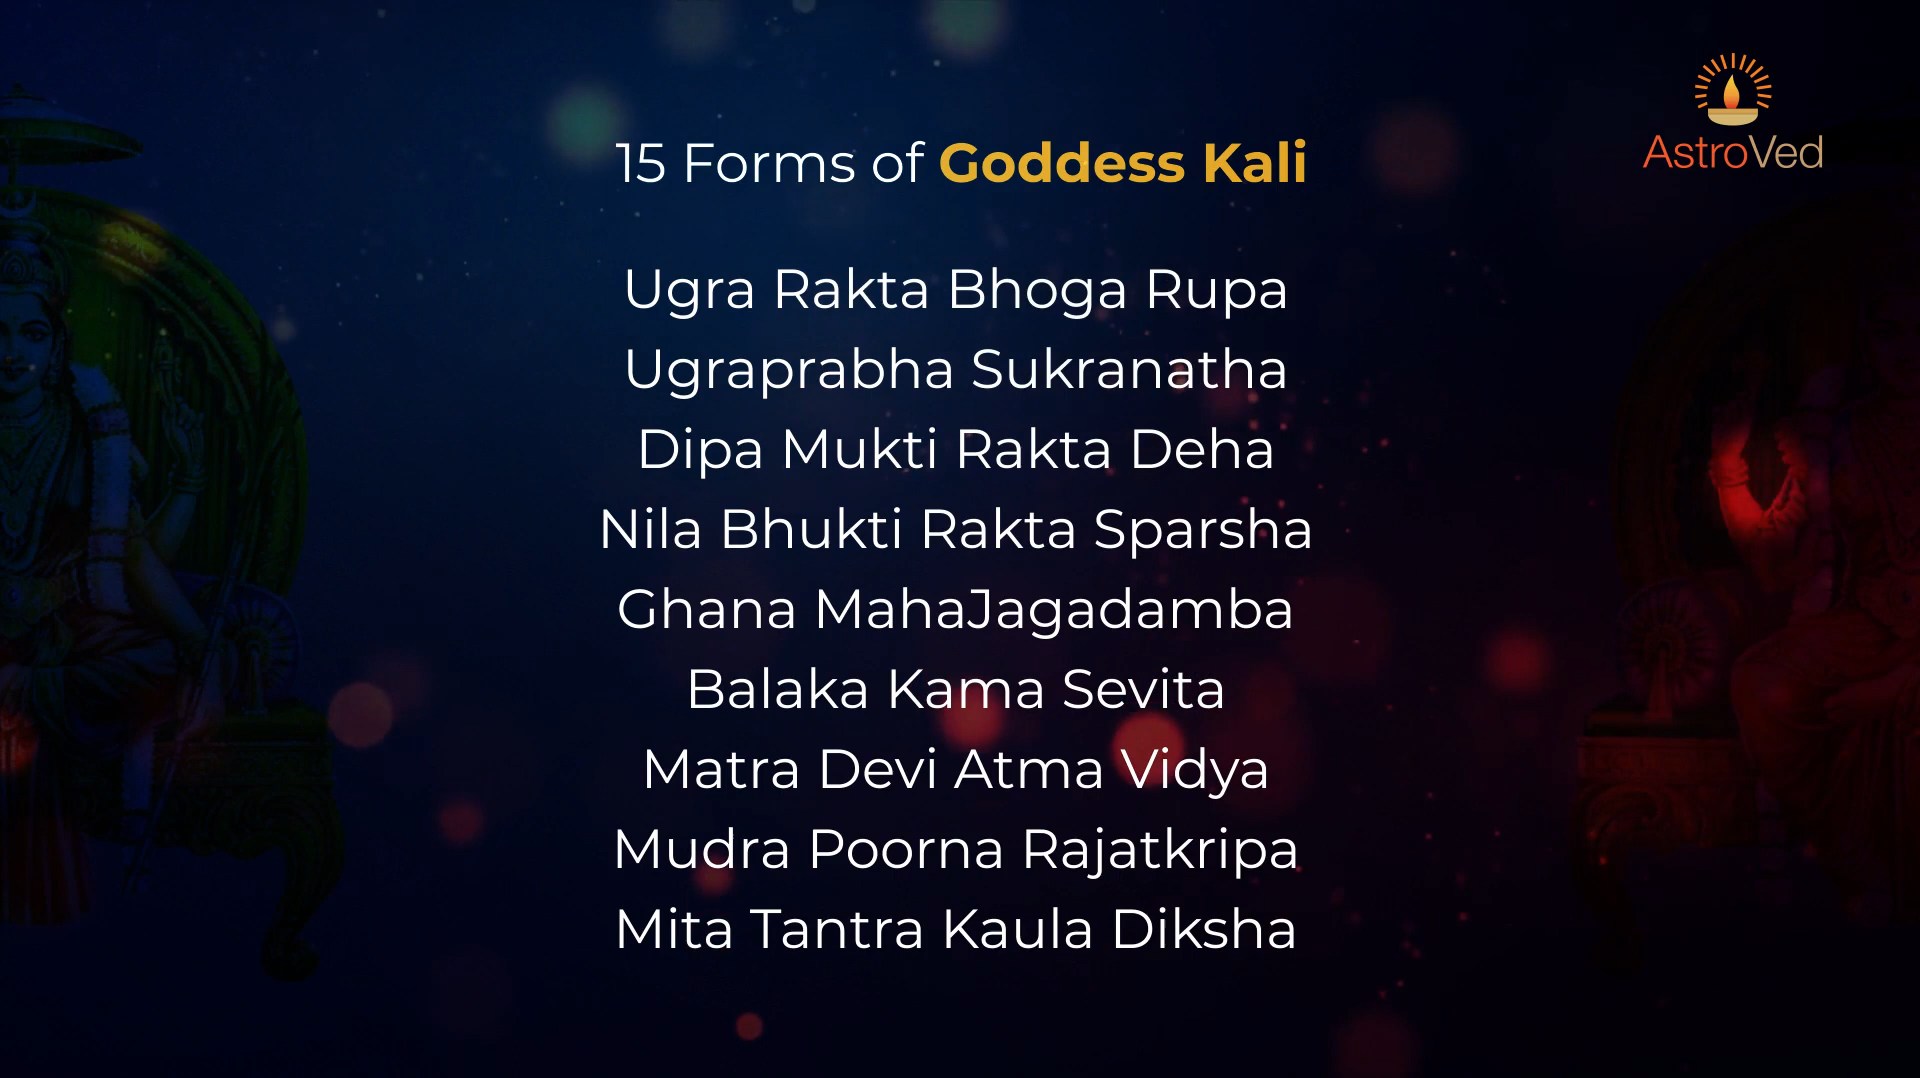 AstroVed
15 Forms of Goddess Kali
Ugra Rakta Bhoga Rupa
Ugraprabha Sukranatha
Dipa Mukti Rakta Deha
Nila Bhukti Rakta Sparsha
Ghana MahaJagadamba
Balaka Kama Sevita
Matra Devi Atma Vidya
Mudra Poorna Rajatkripa
Mita Tantra Kaula Diksha